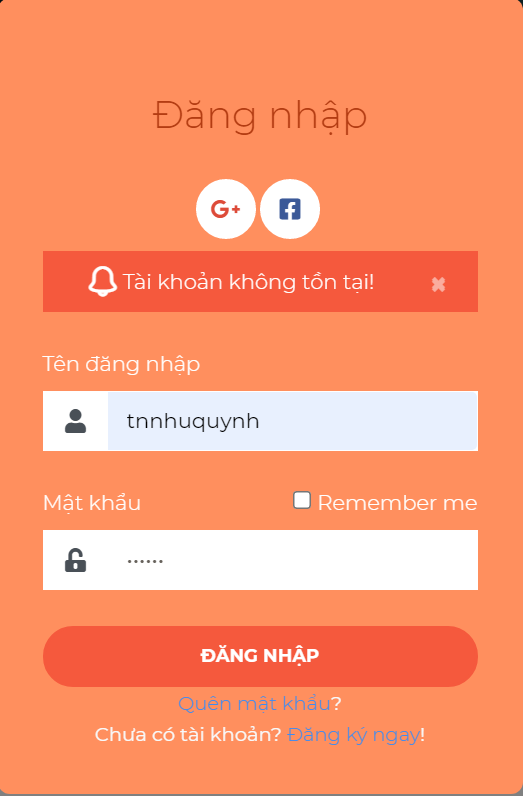 Đăng nhập
G+
Tài khoản không tồn tại!
Tên đăng nhập
tnnhuquynh
Mật khẩu Remember me
······
ĐĂNG NHẬP
Quên mật khẩu?
Chưa có tài khoản? Đăng ký ngay!